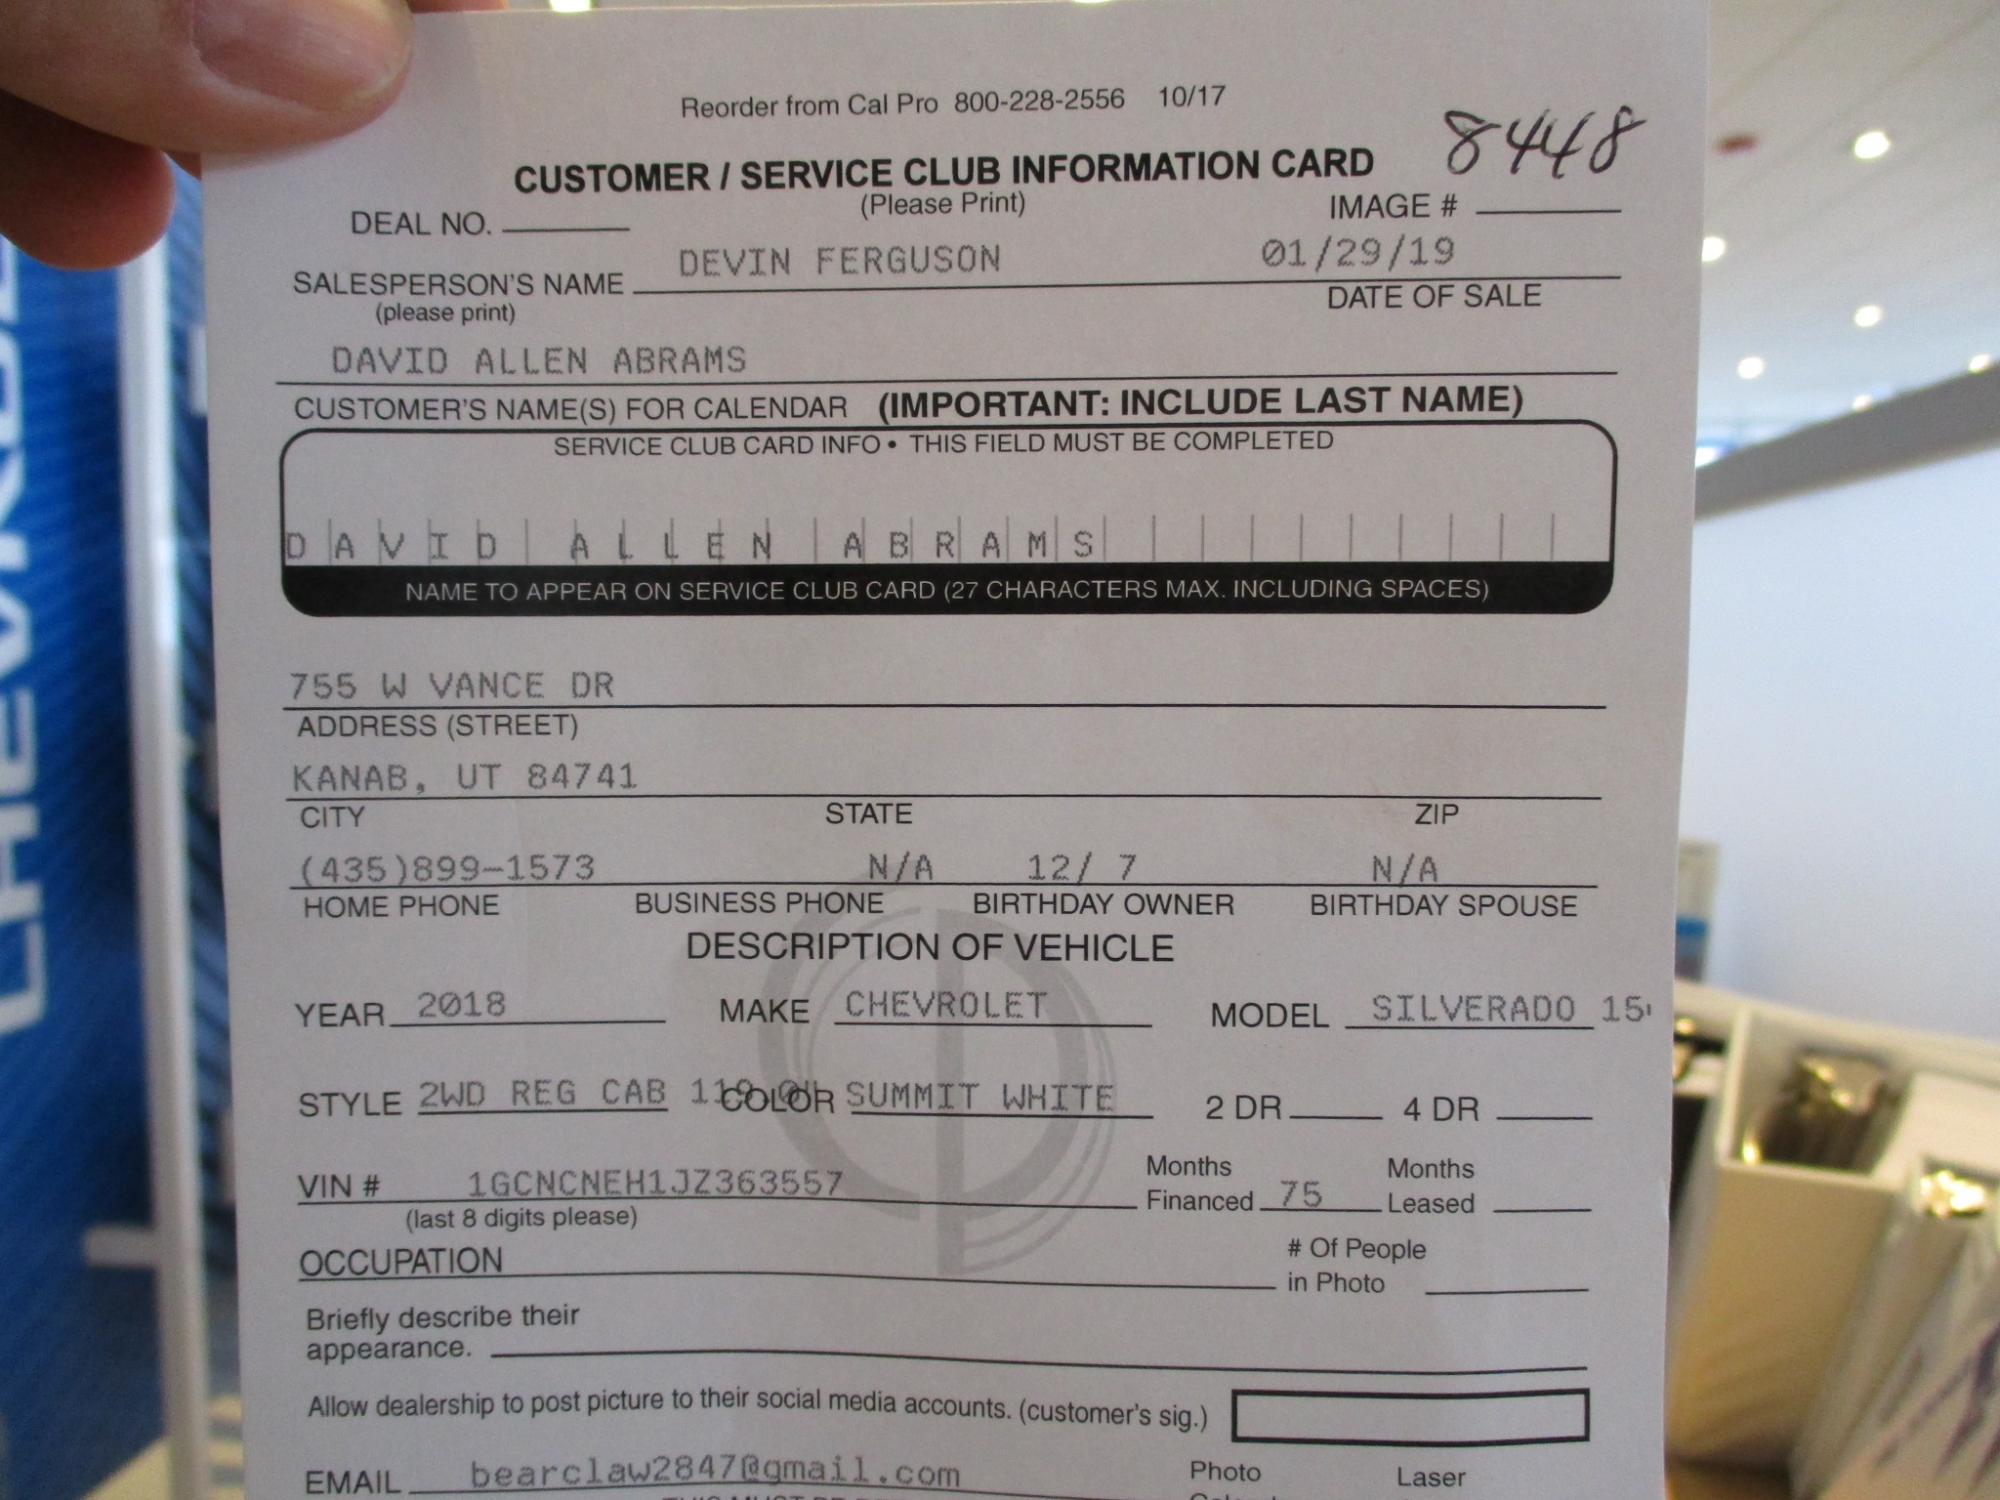 Reorder from Cal Pro 800-228-2556 10/17
8448
CUSTOMER / SERVICE CLUB INFORMATION CARD
(Please Print)
DEAL NO. IMAGE #
DEVIN FERGUSON 01/29/19
SALESPERSON'S NAME DATE OF SALE
(please print)
DAVID ALLEN ABRAMS
CUSTOMER'S NAME(S) FOR CALENDAR (IMPORTANT: INCLUDE LAST NAME)
SERVICE CLUB CARD INFO • THIS FIELD MUST BE COMPLETED
DAVID ALLEN ABRAMS
NAME TO APPEAR ON SERVICE CLUB CARD (27 CHARACTERS MAX. INCLUDING SPACES)
755 W VANCE DR
ADDRESS (STREET)
KANAB, UT 84741
CITY STATE ZIP
(435)899-1573 N/A 12/ 7 N/A
HOME PHONE BUSINESS PHONE BIRTHDAY OWNER BIRTHDAY SPOUSE
DESCRIPTION OF VEHICLE
YEAR 2018 MAKE CHEVROLET MODEL SILVERADO 15
STYLE 2WD REG CAB COLOR SUMMIT WHITE 2 DR 4 DR
VIN # 1GCNCNEH1JZ363557 Months Financed 75 Months Leased
(last 8 digits please)
OCCUPATION # Of People in Photo
Briefly describe their
appearance.
Allow dealership to post picture to their social media accounts. (customer's sig.)
EMAIL bearclaw2847@gmail.com Photo Laser
CHEVROLE